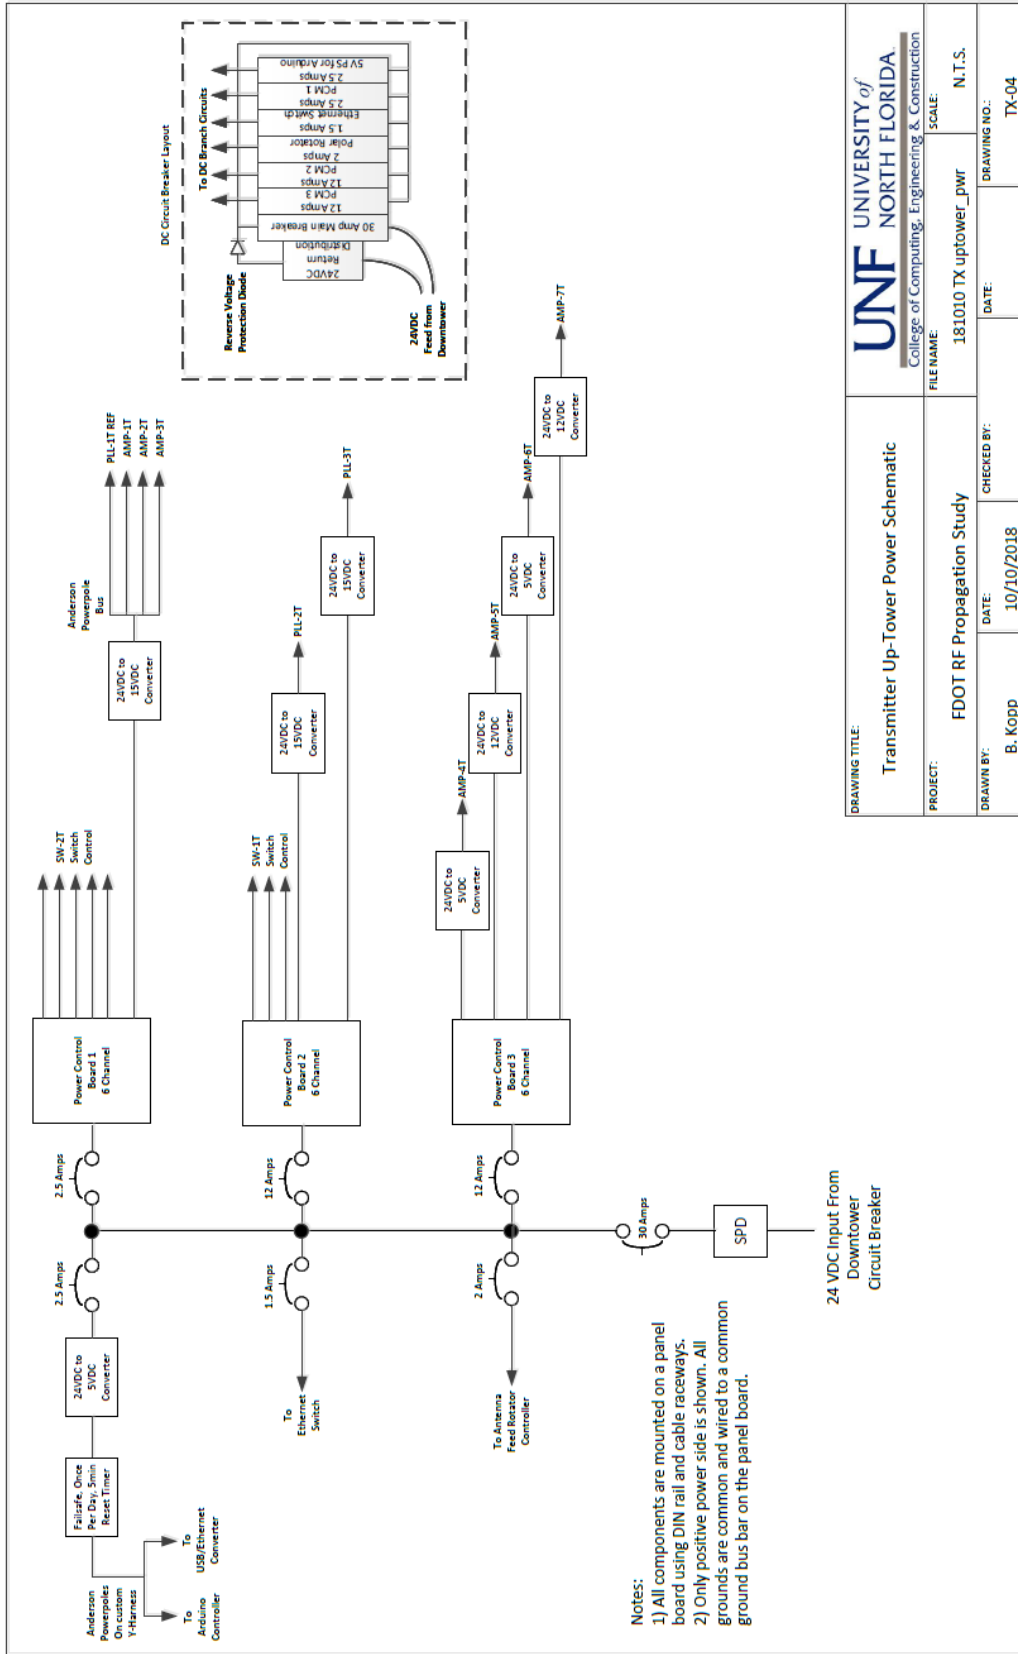 Anderson
Powerpoles
On custom
Y-Harness
To
Arduino
Controller
To
USB/Ethernet
Converter
Failsafe, Once
Per Day, 5min
Reset Timer
24VDC to
5VDC
Converter
2.5 Amps
2.5 Amps
Power Control
Board 1
6 Channel
SW-2T
Switch
Control
24VDC to
15VDC
Converter
Anderson
Powerpole
Bus
PLL-1T REF
AMP-1T
AMP-2T
AMP-3T
To
Ethernet
Switch
1.5 Amps
12 Amps
Power Control
Board 2
6 Channel
SW-1T
Switch
Control
24VDC to
15VDC
Converter
PLL-2T
24VDC to
15VDC
Converter
PLL-3T
To Antenna
Feed Rotator
Controller
2 Amps
12 Amps
Power Control
Board 3
6 Channel
24VDC to
5VDC
Converter
AMP-4T
24VDC to
12VDC
Converter
AMP-5T
24VDC to
5VDC
Converter
AMP-6T
24VDC to
12VDC
Converter
AMP-7T
30 Amps
SPD
24 VDC Input From
Downtower
Circuit Breaker
DC Circuit Breaker Layout
To DC Branch Circuits
Reverse Voltage
Protection Diode
24VDC
Feed from
Downtower
24VDC
Return
Distribution
30 Amp Main Breaker
PCM 3
12 Amps
PCM 2
12 Amps
Polar Rotator
2 Amps
Ethernet Switch
1.5 Amps
PCM 1
2.5 Amps
5V PS for Arduino
2.5 Amps
Notes:
1) All components are mounted on a panel
board using DIN rail and cable raceways.
2) Only positive power side is shown. All
grounds are common and wired to a common
ground bus bar on the panel board.
DRAWING TITLE:
Transmitter Up-Tower Power Schematic
UNF
UNIVERSITY of
NORTH FLORIDA.
College of Computing, Engineering & Construction
PROJECT:
FDOT RF Propagation Study
FILE NAME:
181010 TX uptower_pwr
SCALE:
N.T.S.
DRAWN BY:
B. Kopp
DATE:
10/10/2018
CHECKED BY:
DATE:
DRAWING NO.:
TX-04